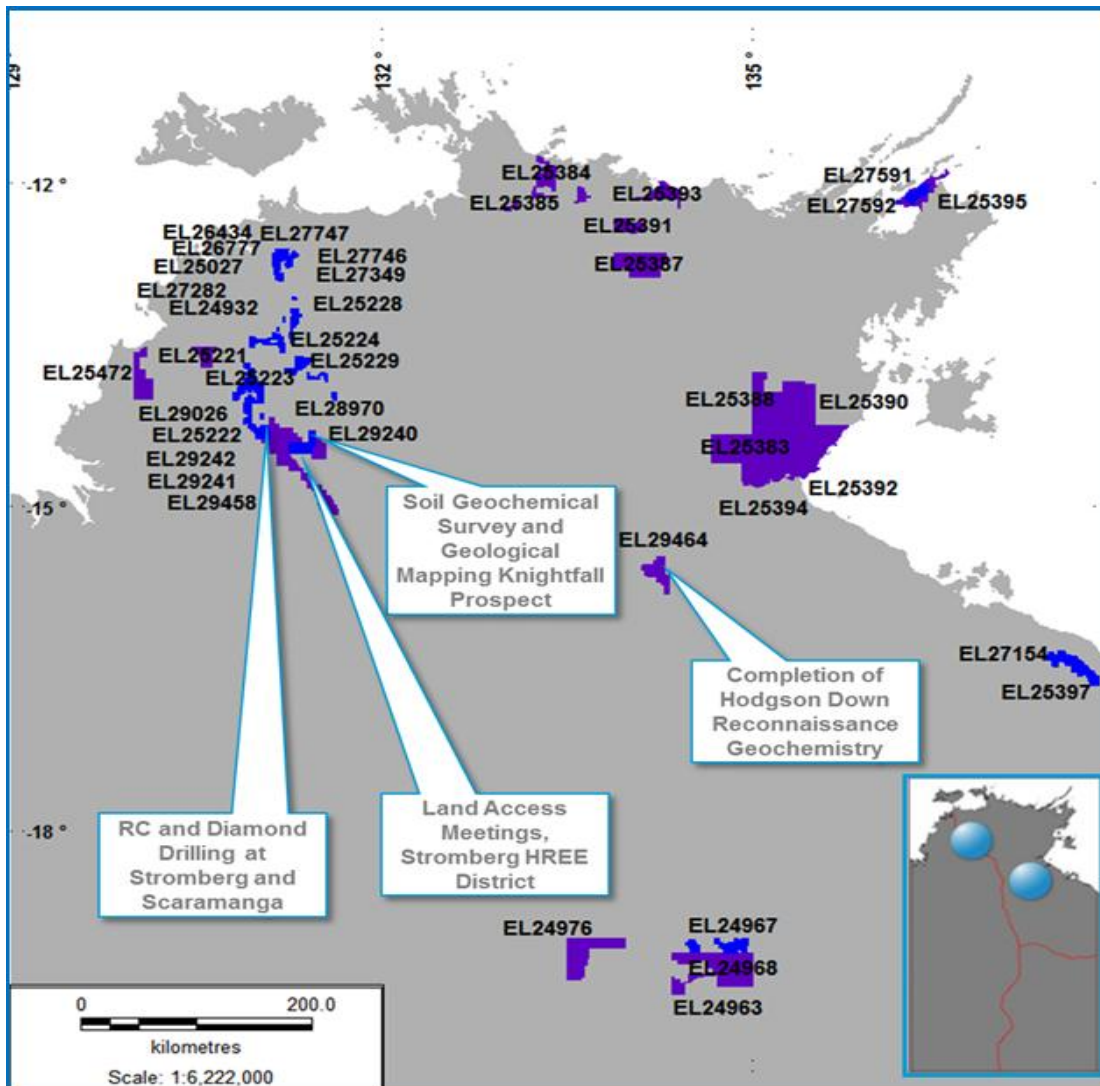 129°
132
135
-12 °
EL25384
EL25385
EL25393
EL25391
EL25387
EL27591
EL27592
EL25395
EL26434 EL27747
EL26777
EL27746
EL25027
EL27349
EL27282
EL24932
EL25228
EL25224
EL25221
EL25229
EL25472
EL25223
EL29026
EL28970
EL25222
EL29240
EL29242
EL29241
EL29458
EL25388
EL25390
EL25383
EL25392
EL25394
-15 °
Soil Geochemical
Survey and
Geological
Mapping Knightfall
Prospect
EL29464
EL27154
EL25397
Completion of
Hodgson Down
Reconnaissance
Geochemistry
-18 °
RC and Diamond
Drilling at
Stromberg and
Scaramanga
Land Access
Meetings,
Stromberg HREE
District
EL24976
EL24967
EL24968
EL24963
0 200.0
kilometres
Scale: 1:6,222,000